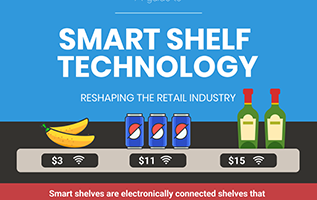 SMART SHELF
TECHNOLOGY
RESHAPING THE RETAIL INDUSTRY
$3
$11
$15
Smart shelves are electronically connected shelves that